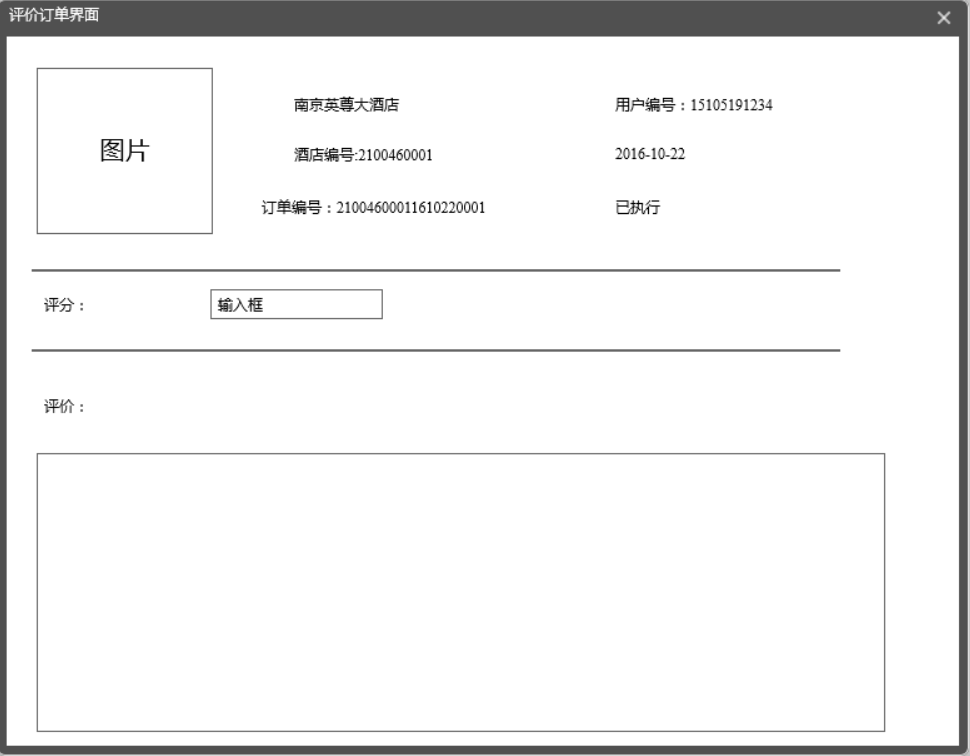 评价订单界面
图片
南京英尊大酒店
用户编号：15105191234
酒店编号:2100460001
2016-10-22
订单编号：21004600011610220001
已执行
评分：
输入框
评价：